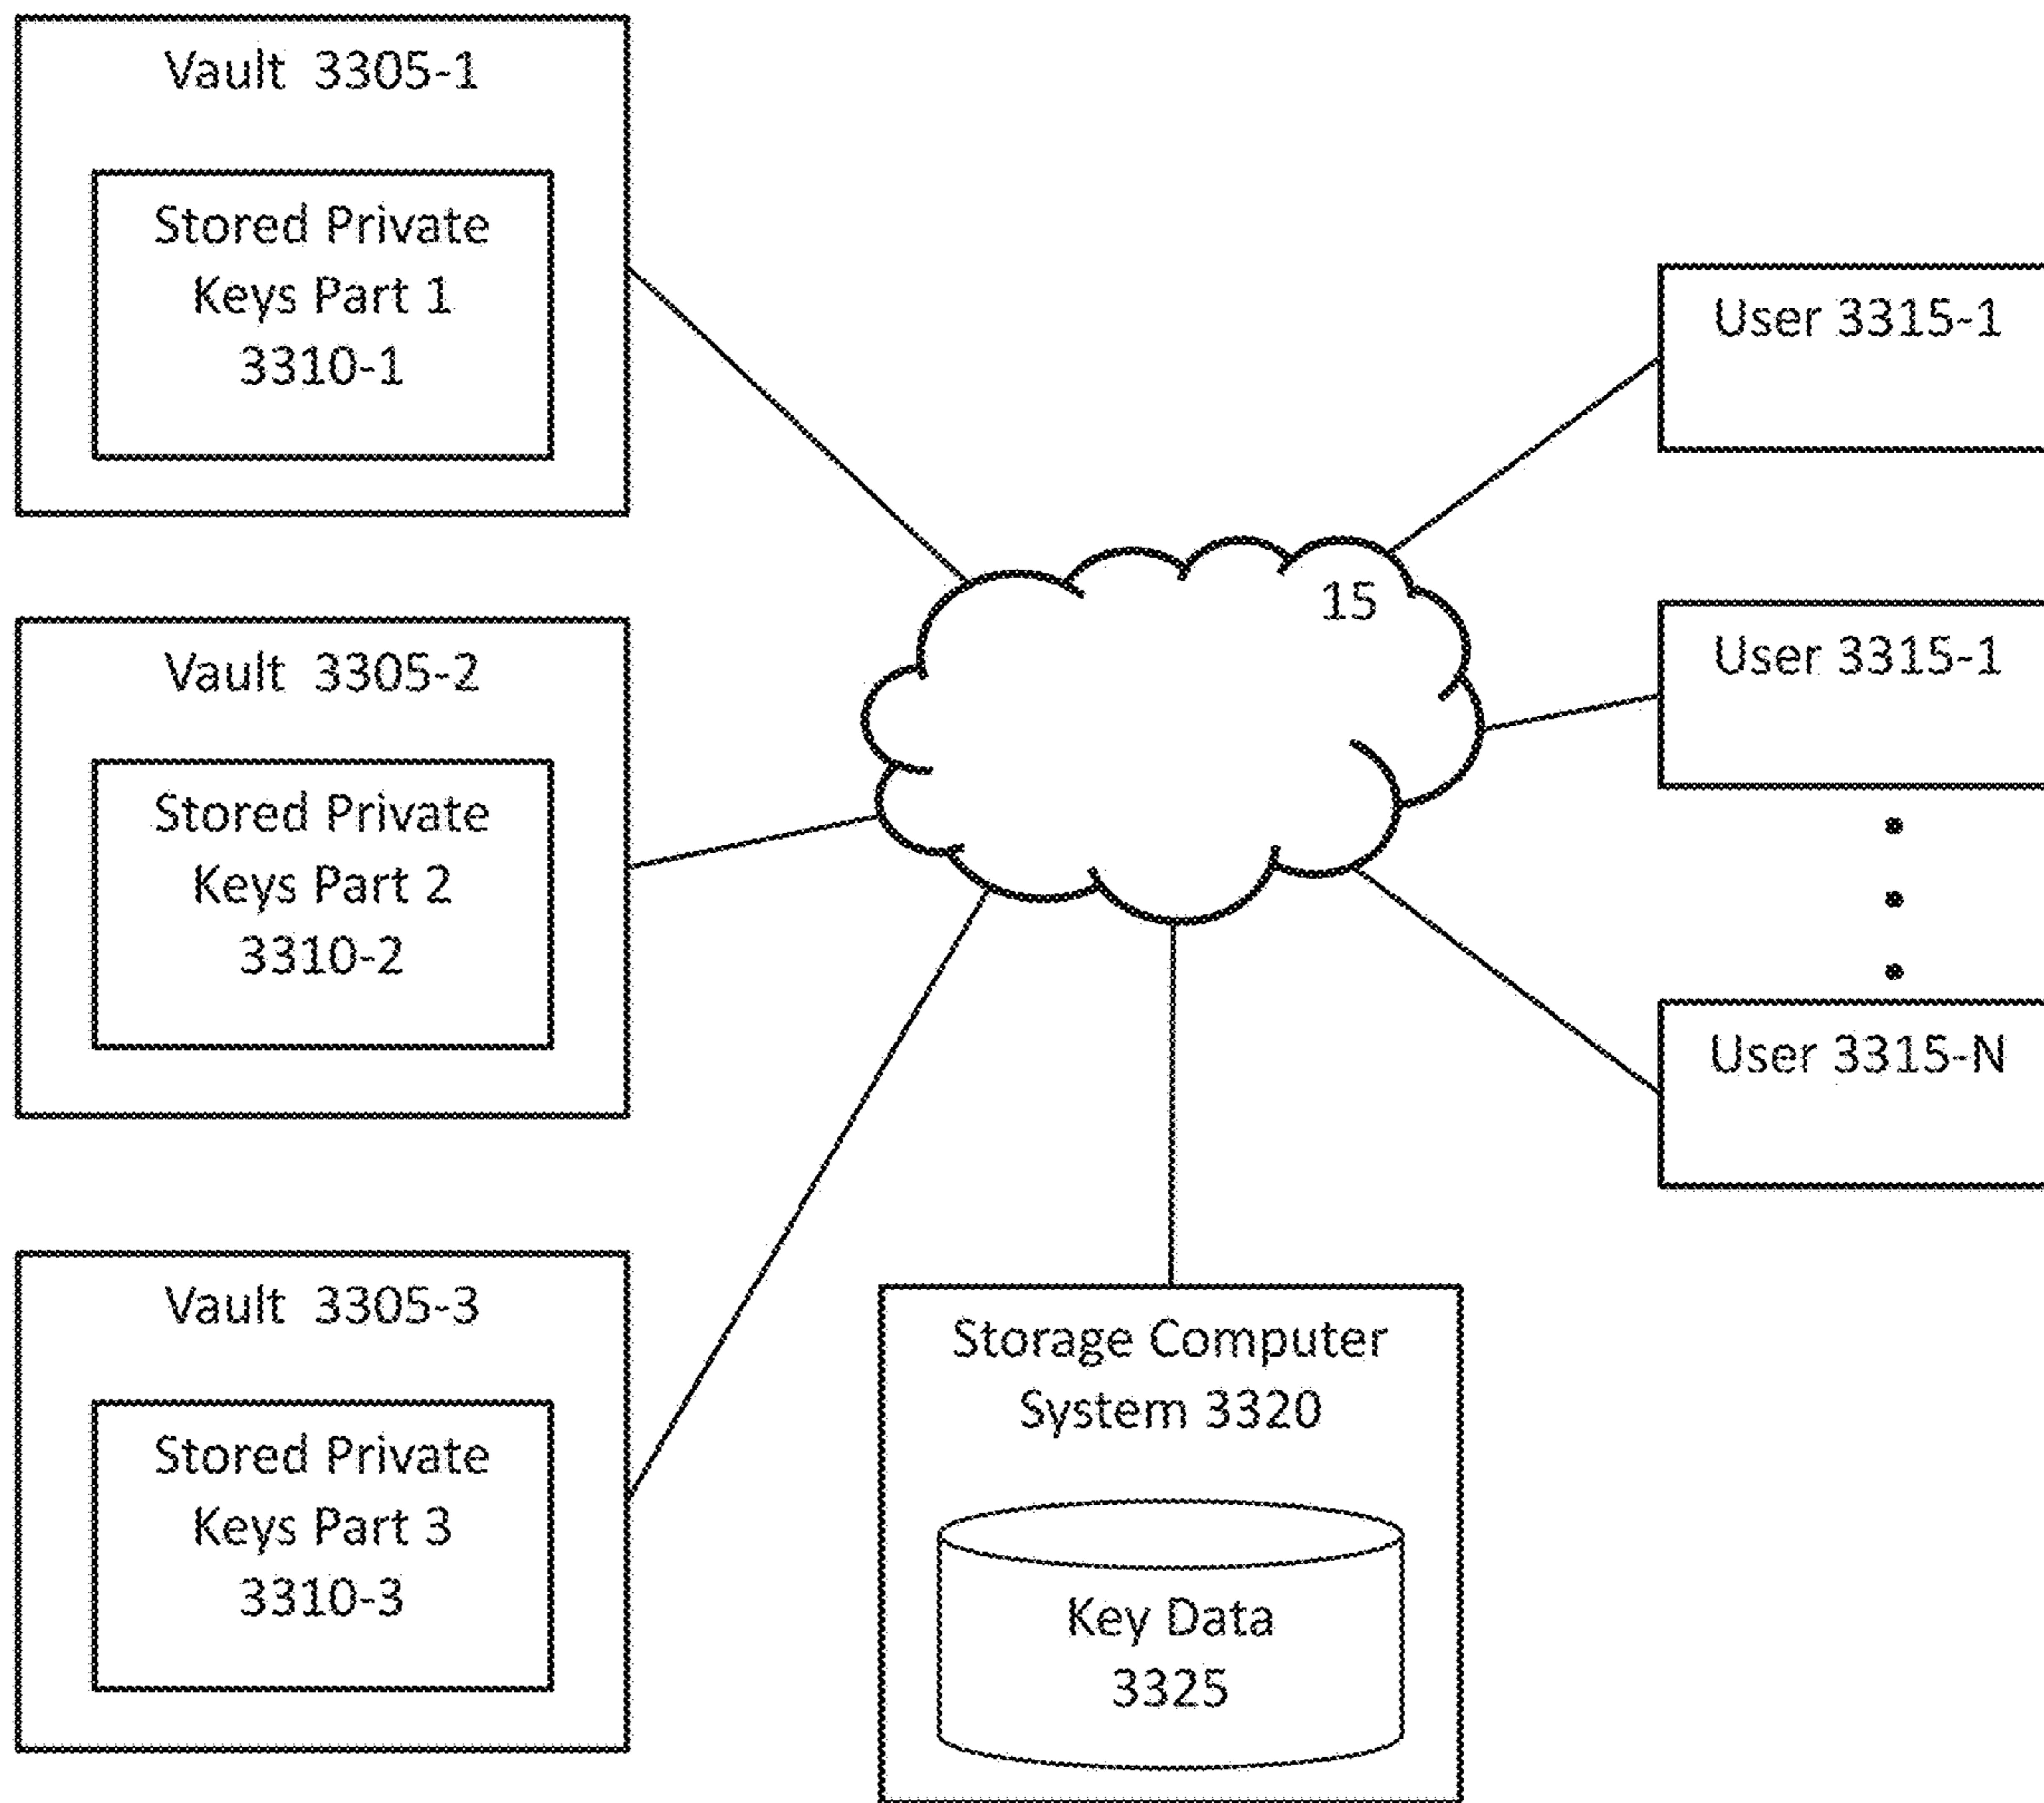 Vault 3305-1
Stored Private
Keys Part 1
3310-1
Vault 3305-2
Stored Private
Keys Part 2
3310-2
Vault 3305-3
Stored Private
Keys Part 3
3310-3
15
User 3315-1
User 3315-1
User 3315-N
Storage Computer
System 3320
Key Data
3325